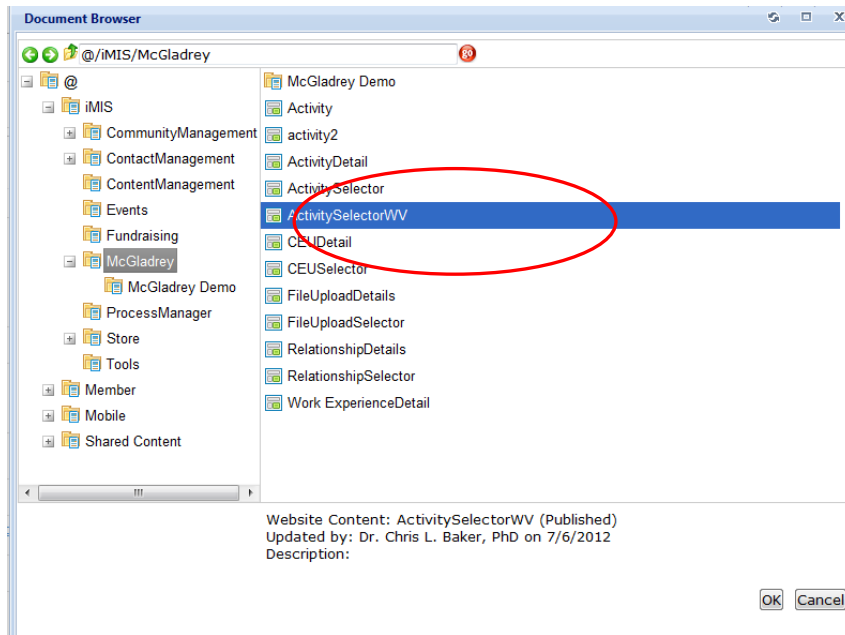 Document Browser
X
@/iMIS/McGladrey
go
@
iMIS
CommunityManagement
ContactManagement
ContentManagement
Events
Fundraising
McGladrey
McGladrey Demo
ProcessManager
Store
Tools
Member
Mobile
Shared Content
McGladrey Demo
Activity
activity2
ActivityDetail
ActivitySelector
ActivitySelectorWV
CEUDetail
CEUSelector
FileUploadDetails
FileUploadSelector
RelationshipDetails
RelationshipSelector
Work ExperienceDetail
Website Content: ActivitySelectorWV (Published)
Updated by: Dr. Chris L. Baker, PhD on 7/6/2012
Description:
OK Cancel